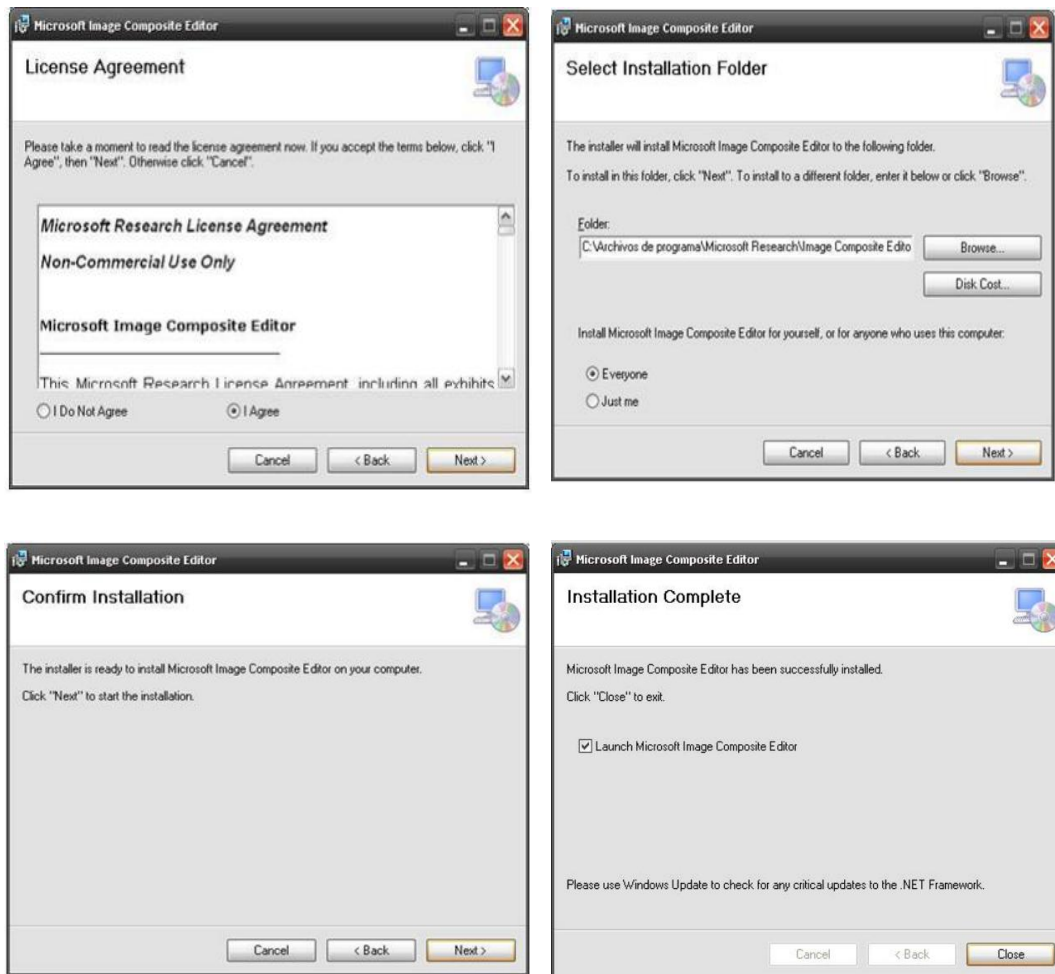 Microsoft Image Composite Editor
License Agreement
Please take a moment to read the license agreement now. If you accept the terms below, click "I
Agree", then "Next". Otherwise click "Cancel".
Microsoft Research License Agreement
Non-Commercial Use Only
Microsoft Image Composite Editor
This Microsoft Research License Agreement, including all exhibits
I Do Not Agree
I Agree
Cancel
< Back
Next >
Microsoft Image Composite Editor
Select Installation Folder
The installer will install Microsoft Image Composite Editor to the following folder.
To install in this folder, click "Next". To install to a different folder, enter it below or click "Browse".
Folder:
C:\Archivos de programa\Microsoft Research\Image Composite Edito
Browse...
Disk Cost...
Install Microsoft Image Composite Editor for yourself, or for anyone who uses this computer:
Everyone
Just me
Cancel
< Back
Next >
Microsoft Image Composite Editor
Confirm Installation
The installer is ready to install Microsoft Image Composite Editor on your computer.
Click "Next" to start the installation.
Cancel
< Back
Next >
Microsoft Image Composite Editor
Installation Complete
Microsoft Image Composite Editor has been successfully installed.
Click "Close" to exit.
Launch Microsoft Image Composite Editor
Please use Windows Update to check for any critical updates to the .NET Framework.
Cancel
< Back
Close